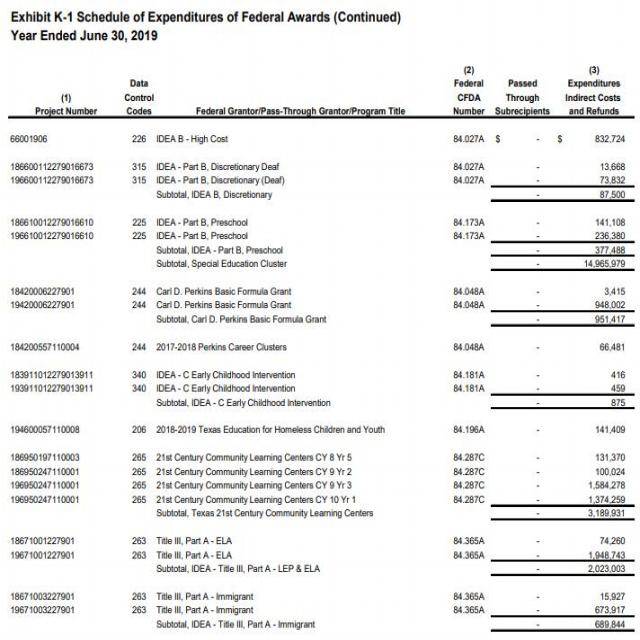 Exhibit K-1 Schedule of Expenditures of Federal Awards (Continued)
Year Ended June 30, 2019
(2) (3)
Data Federal Passed Expenditures
(1) Control CFDA Through Indirect Costs
Project Number Codes Federal Grantor/Pass-Through Grantor/Program Title Number Subrecipients and Refunds
66001906 226 IDEA B - High Cost 84.027A $ - $ 832,724
186600112279016673 315 IDEA - Part B, Discretionary Deaf 84.027A - 13,668
196600112279016673 315 IDEA - Part B, Discretionary (Deaf) 84.027A - 73,832
Subtotal, IDEA B, Discretionary - 87,500
186610012279016610 225 IDEA - Part B, Preschool 84.173A - 141,108
196610012279016610 225 IDEA - Part B, Preschool 84.173A - 236,380
Subtotal, IDEA - Part B, Preschool - 377,488
Subtotal, Special Education Cluster - 14,965,979
18420006227901 244 Carl D. Perkins Basic Formula Grant 84.048A - 3,415
19420006227901 244 Carl D. Perkins Basic Formula Grant 84.048A - 948,002
Subtotal, Carl D. Perkins Basic Formula Grant - 951,417
184200557110004 244 2017-2018 Perkins Career Clusters 84.048A - 66,481
183911012279013911 340 IDEA - C Early Childhood Intervention 84.181A - 416
193911012279013911 340 IDEA - C Early Childhood Intervention 84.181A - 459
Subtotal, IDEA - C Early Childhood Intervention - 875
194600057110008 206 2018-2019 Texas Education for Homeless Children and Youth 84.196A - 141,409
186950197110003 265 21st Century Community Learning Centers CY 8 Yr 5 84.287C - 131,370
186950247110001 265 21st Century Community Learning Centers CY 9 Yr 2 84.287C - 100,024
196950247110001 265 21st Century Community Learning Centers CY 9 Yr 3 84.287C - 1,584,278
196950247110001 265 21st Century Community Learning Centers CY 10 Yr 1 84.287C - 1,374,259
Subtotal, Texas 21st Century Community Learning Centers - 3,189,931
18671001227901 263 Title III, Part A - ELA 84.365A - 74,260
19671001227901 263 Title III, Part A - ELA 84.365A - 1,948,743
Subtotal, IDEA - Title III, Part A - LEP & ELA - 2,023,003
18671003227901 263 Title III, Part A - Immigrant 84.365A - 15,927
19671003227901 263 Title III, Part A - Immigrant 84.365A - 673,917
Subtotal, IDEA - Title III, Part A - Immigrant - 689,844